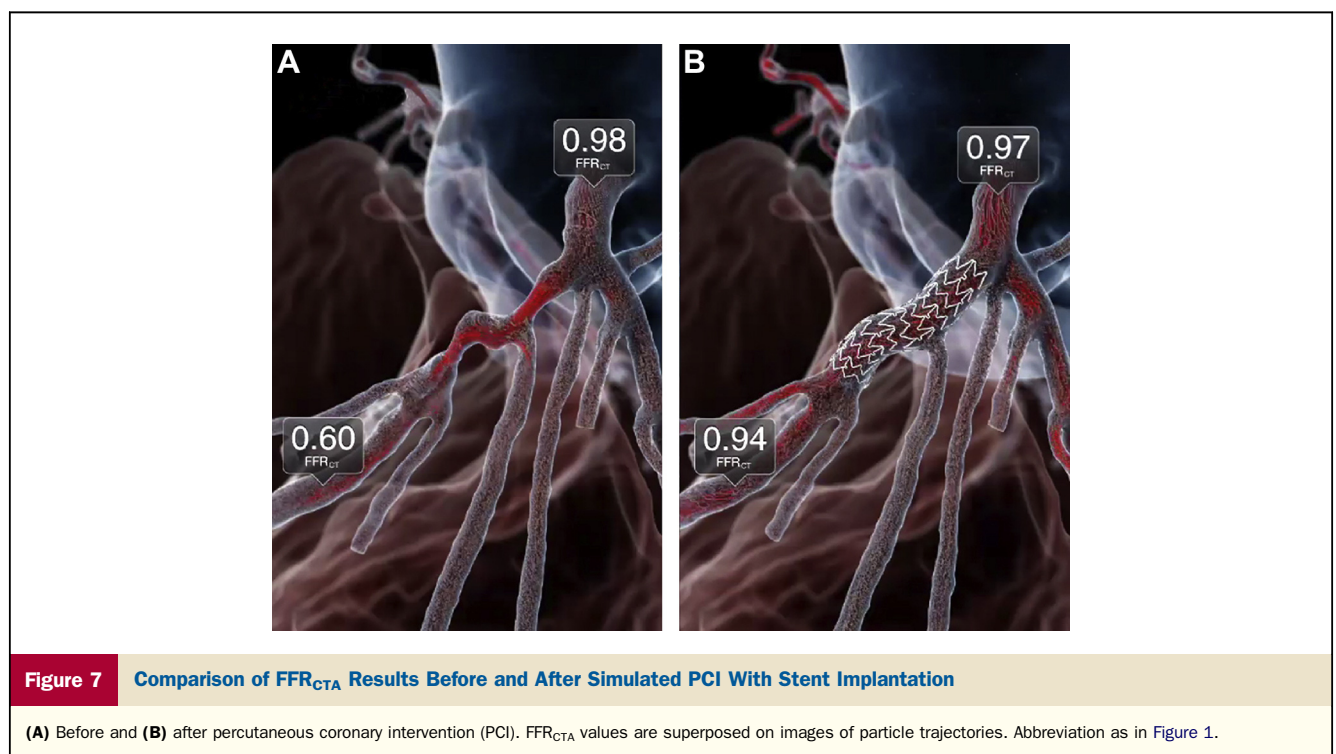 A
0.98
FFRCT
0.60
FFRCT
B
0.97
FFRCT
0.94
FFRCT
Figure 7 Comparison of FFRCTA Results Before and After Simulated PCI With Stent Implantation
(A) Before and (B) after percutaneous coronary intervention (PCI). FFRCTA values are superposed on images of particle trajectories. Abbreviation as in Figure 1.